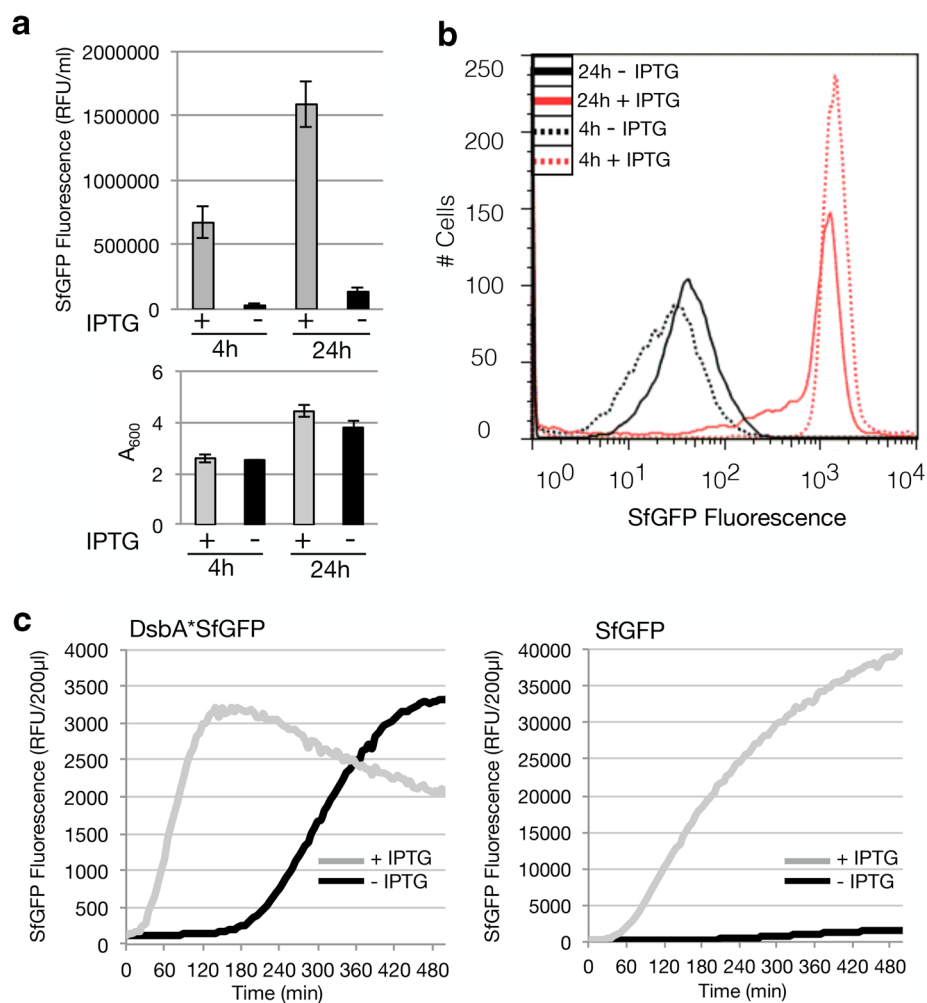 a
SfGFP Fluorescence (RFU/ml)
2000000
1500000
1000000
500000
0
IPTG + - + -
4h 24h
A600
6
4
2
0
IPTG + - + -
4h 24h
b
# Cells
250
200
150
100
50
0
24h - IPTG
24h + IPTG
4h - IPTG
4h + IPTG
10^0 10^1 10^2 10^3 10^4
SfGFP Fluorescence
c
DsbA*SfGFP
SfGFP Fluorescence (RFU/200µl)
4000
3500
3000
2500
2000
1500
1000
500
0
+ IPTG
- IPTG
0 60 120 180 240 300 360 420 480
Time (min)
SfGFP
SfGFP Fluorescence (RFU/200µl)
40000
35000
30000
25000
20000
15000
10000
5000
0
+ IPTG
- IPTG
0 60 120 180 240 300 360 420 480
Time (min)